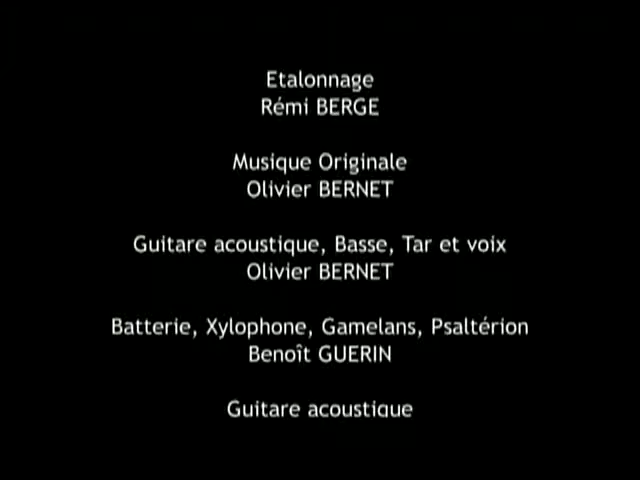 Etalonnage
Rémi BERGE
Musique Originale
Olivier BERNET
Guitare acoustique, Basse, Tar et voix
Olivier BERNET
Batterie, Xylophone, Gamelans, Psaltérion
Benoît GUERIN
Guitare acoustique